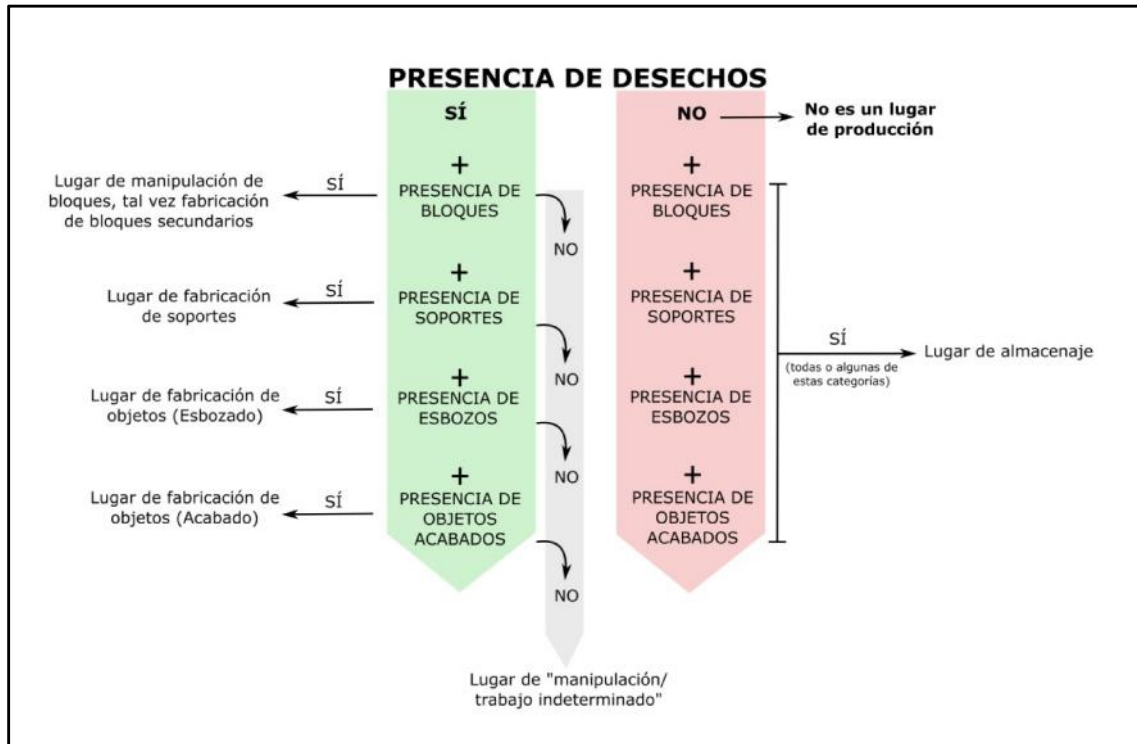 PRESENCIA DE DESECHOS
SÍ
NO
No es un lugar
de producción
+
PRESENCIA DE
BLOQUES
SÍ
Lugar de manipulación de
bloques, tal vez fabricación
de bloques secundarios
NO
+
PRESENCIA DE
SOPORTES
SÍ
Lugar de fabricación
de soportes
NO
+
PRESENCIA DE
ESBOZOS
SÍ
Lugar de fabricación de
objetos (Esbozado)
NO
+
PRESENCIA DE
OBJETOS
ACABADOS
SÍ
Lugar de fabricación de
objetos (Acabado)
NO
Lugar de "manipulación/
trabajo indeterminado"
+
PRESENCIA DE
BLOQUES
+
PRESENCIA DE
SOPORTES
+
PRESENCIA DE
ESBOZOS
+
PRESENCIA DE
OBJETOS
ACABADOS
SÍ
(todas o algunas de
estas categorías)
Lugar de almacenaje